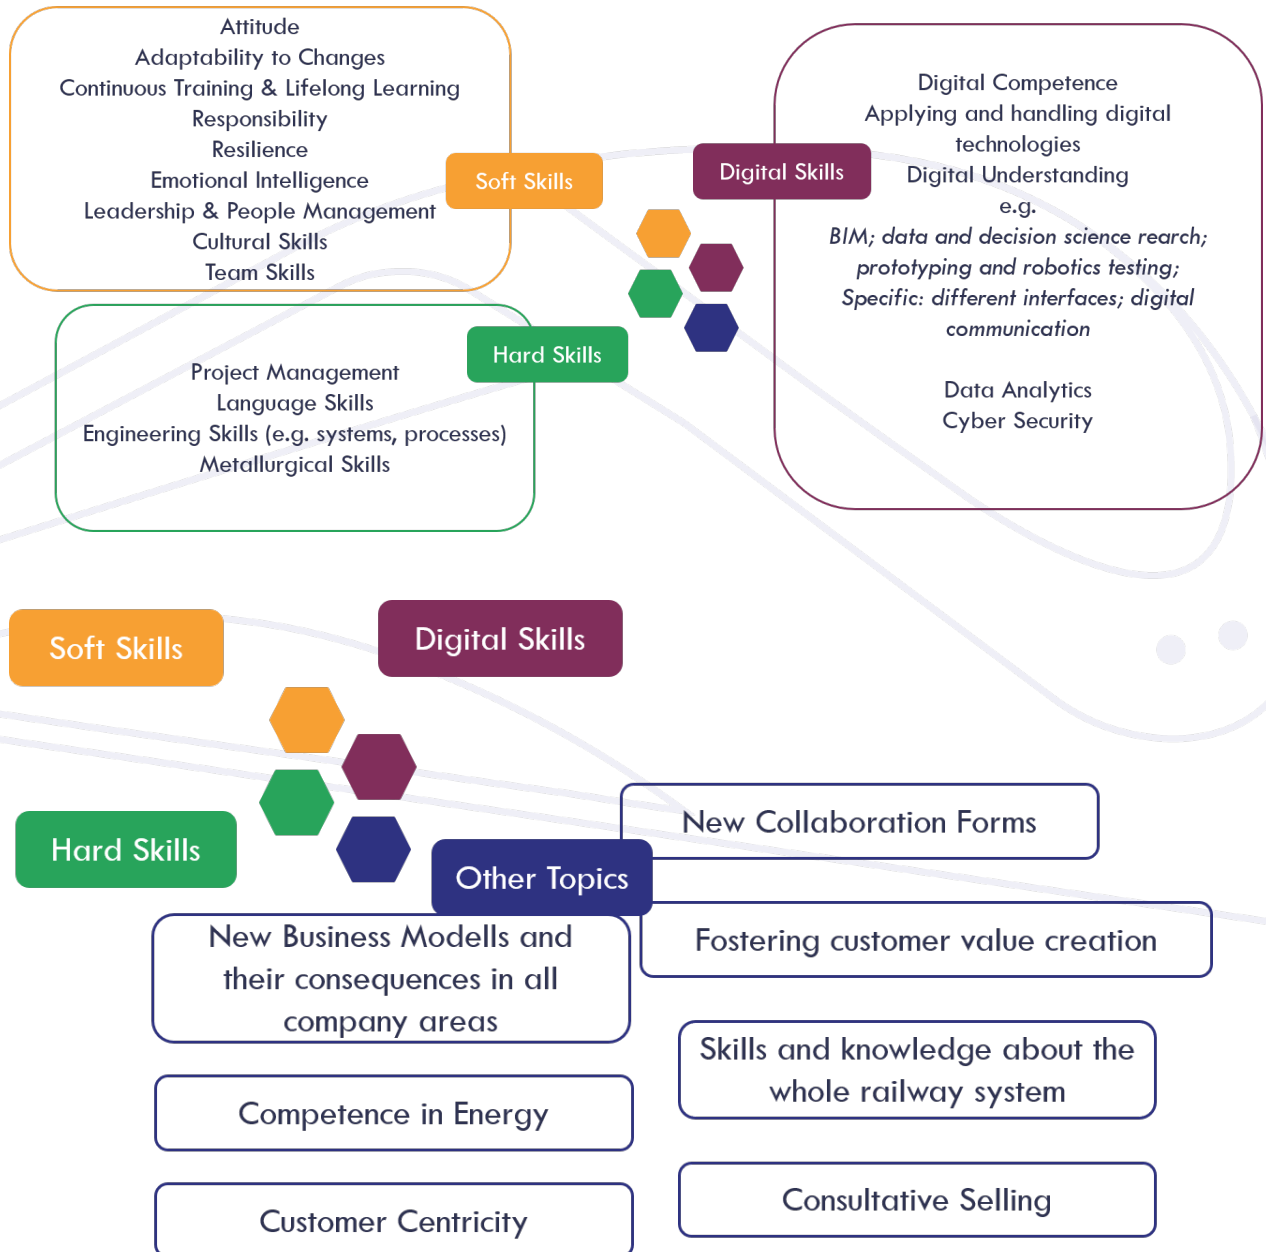 Attitude
Adaptability to Changes
Continuous Training & Lifelong Learning
Responsibility
Resilience
Emotional Intelligence
Leadership & People Management
Cultural Skills
Team Skills
Soft Skills
Digital Skills
Digital Competence
Applying and handling digital
technologies
Digital Understanding
e.g.
BIM; data and decision science rearch;
prototyping and robotics testing;
Specific: different interfaces; digital
communication
Data Analytics
Cyber Security
Hard Skills
Project Management
Language Skills
Engineering Skills (e.g. systems, processes)
Metallurgical Skills
Soft Skills
Digital Skills
Hard Skills
Other Topics
New Collaboration Forms
New Business Modells and
their consequences in all
company areas
Fostering customer value creation
Skills and knowledge about the
whole railway system
Competence in Energy
Consultative Selling
Customer Centricity